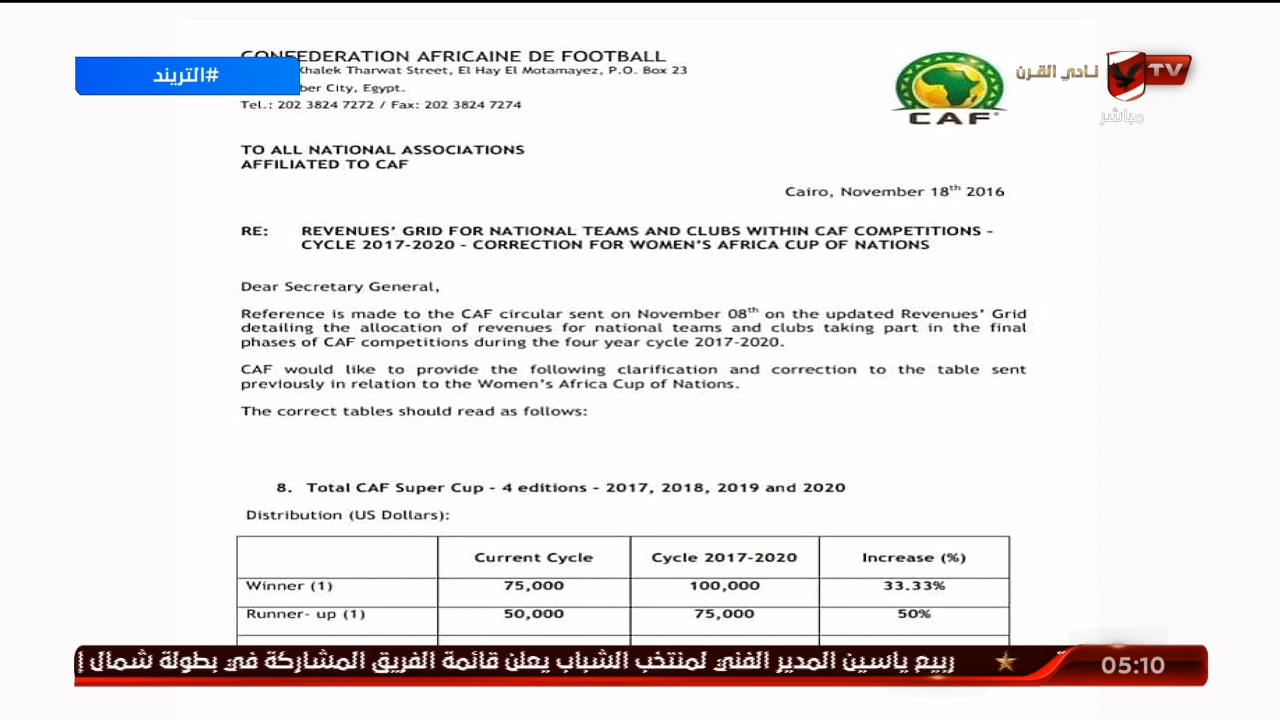 CONFEDERATION AFRICAINE DE FOOTBALL
Khalek Tharwat Street, El Hay El Motamayez, P.O. Box 23
ber City, Egypt.
Tel.: 202 3824 7272 / Fax: 202 3824 7274
#التريند
CAF
نادي القرن
TV
مباشر
TO ALL NATIONAL ASSOCIATIONS
AFFILIATED TO CAF
Cairo, November 18th 2016
RE: REVENUES' GRID FOR NATIONAL TEAMS AND CLUBS WITHIN CAF COMPETITIONS -
CYCLE 2017-2020 - CORRECTION FOR WOMEN'S AFRICA CUP OF NATIONS
Dear Secretary General,
Reference is made to the CAF circular sent on November 08th on the updated Revenues' Grid
detailing the allocation of revenues for national teams and clubs taking part in the final
phases of CAF competitions during the four year cycle 2017-2020.
CAF would like to provide the following clarification and correction to the table sent
previously in relation to the Women's Africa Cup of Nations.
The correct tables should read as follows:
8. Total CAF Super Cup - 4 editions - 2017, 2018, 2019 and 2020
Distribution (US Dollars):
Current Cycle Cycle 2017-2020 Increase (%)
Winner (1) 75,000 100,000 33.33%
Runner- up (1) 50,000 75,000 50%
ربيع ياسين المدير الفني لمنتخب الشباب يعلن قائمة الفريق المشاركة في بطولة شمال
05:10